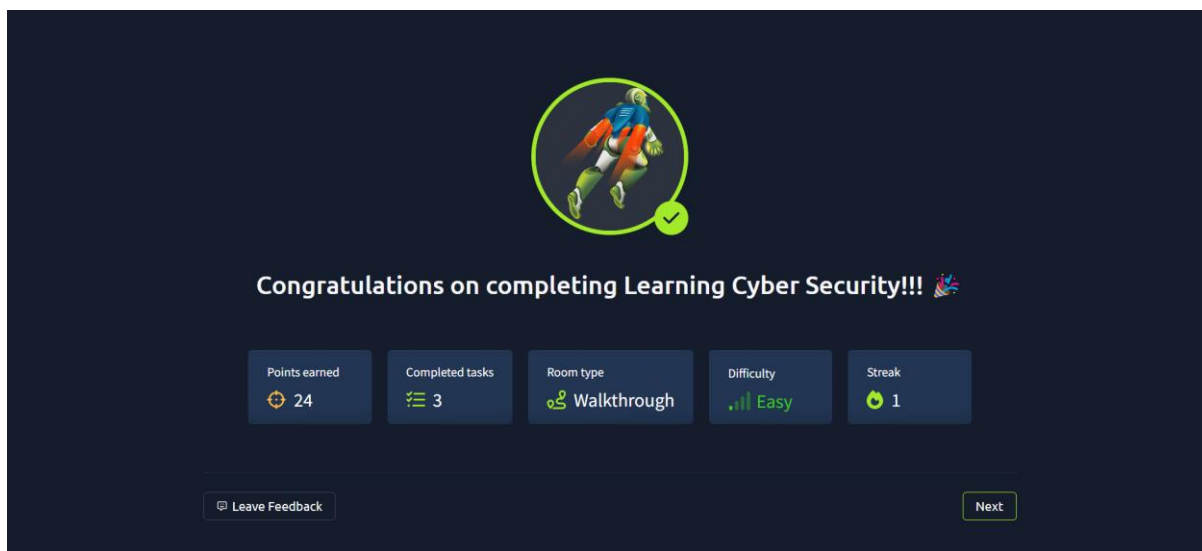 Congratulations on completing Learning Cyber Security!!! 🎉
Points earned
24
Completed tasks
3
Room type
Walkthrough
Difficulty
Easy
Streak
1
Leave Feedback
Next